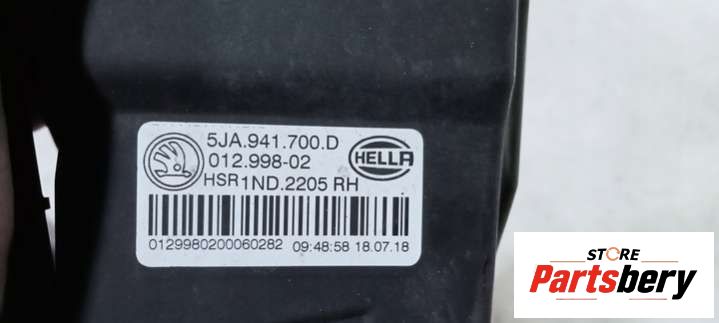 5JA.941.700.D
012.998-02
HSR1ND.2205 RH
HELLA
0129980200060282 09:48:58 18.07.18
STORE
Partsbery